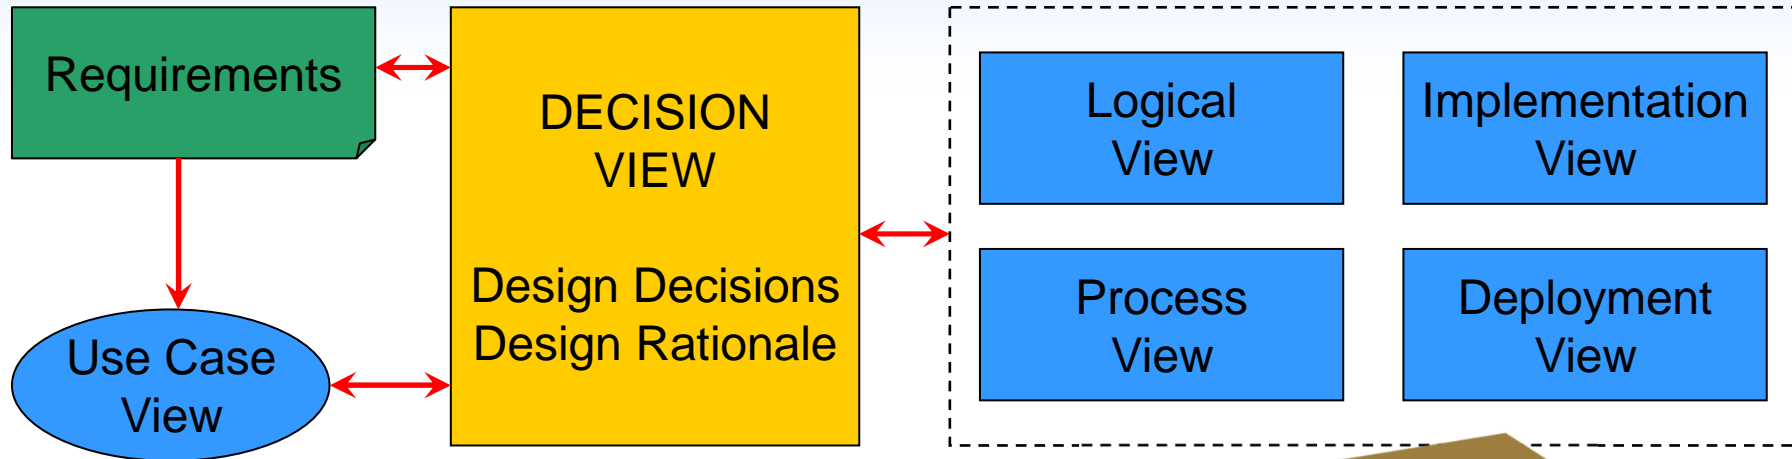 Requirements
Use Case
View
DECISION
VIEW
Design Decisions
Design Rationale
Logical
View
Implementation
View
Process
View
Deployment
View